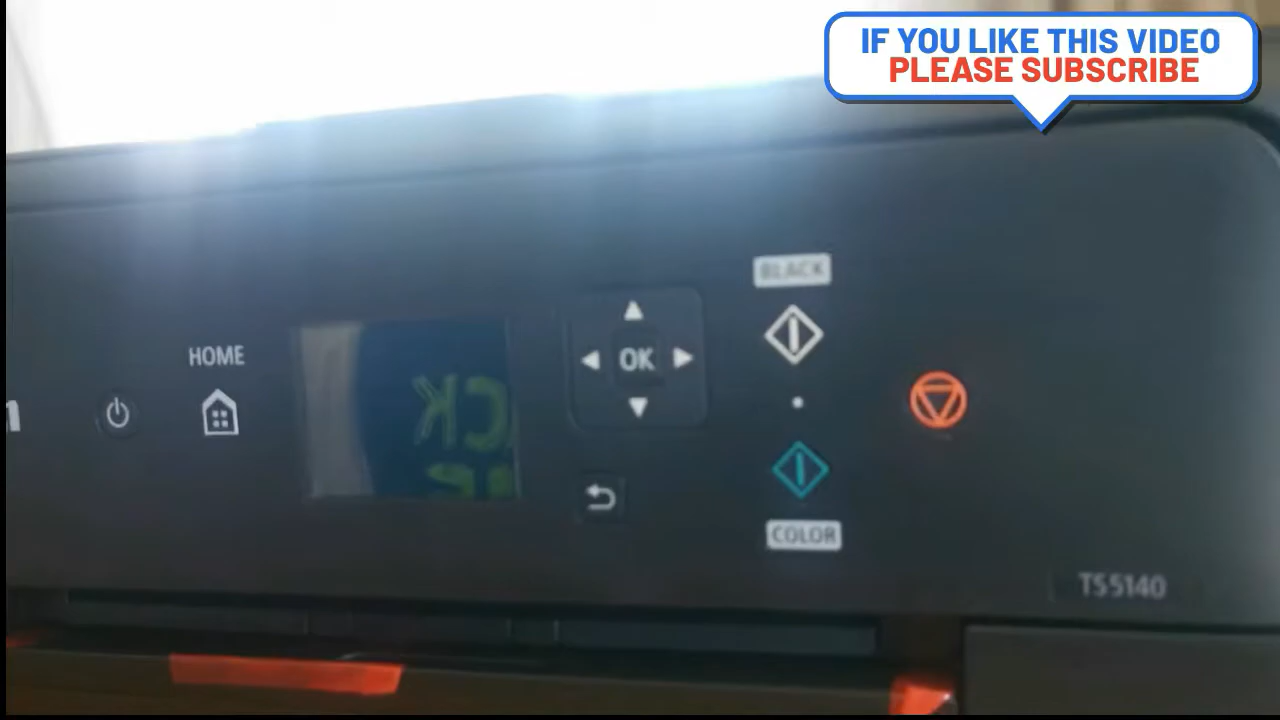 IF YOU LIKE THIS VIDEO
PLEASE SUBSCRIBE
BLACK
HOME
OK
COLOR
TS5140